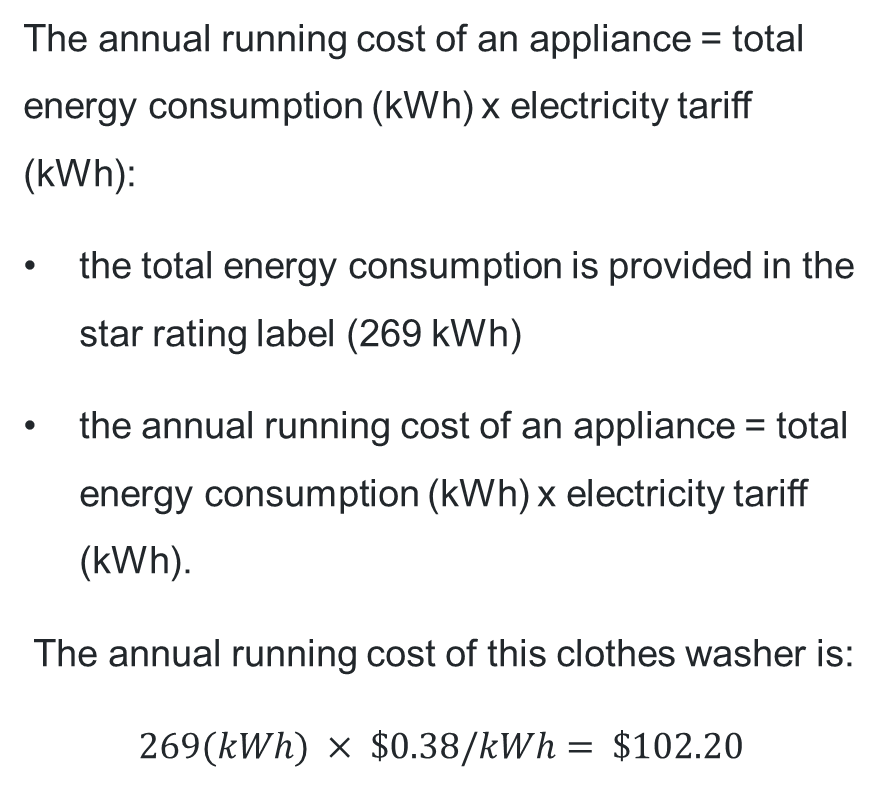 The annual running cost of an appliance = total
energy consumption (kWh) x electricity tariff
(kWh):
• the total energy consumption is provided in the
star rating label (269 kWh)
• the annual running cost of an appliance = total
energy consumption (kWh) x electricity tariff
(kWh).
The annual running cost of this clothes washer is:
269(kWh) × $0.38/kWh = $102.20